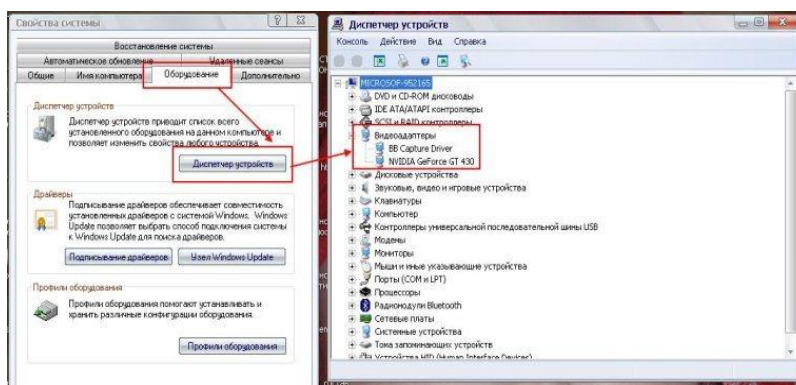 Свойства системы
Восстановление системы
Автоматическое обновление
Удаленные сеансы
Общие
Имя компьютера
Оборудование
Дополнительно
Диспетчер устройств
Диспетчер устройств приводит список всего
установленного оборудования на данном компьютере и
позволяет изменить свойства любого устройства.
Диспетчер устройств
Драйверы
Подписывание драйверов обеспечивает совместимость
установленных драйверов с системой Windows. Windows
Update позволяет выбрать способ подключения системы
к Windows Update для поиска драйверов.
Подписывание драйверов
Узел Windows Update
Профили оборудования
Профили оборудования помогают устанавливать и
хранить различные конфигурации оборудования.
Профили оборудования
Диспетчер устройств
Консоль Действие Вид Справка
MICROSOF-952165
DVD и CD-ROM дисководы
IDE ATA/ATAPI контроллеры
SCSI и RAID контроллеры
Видеоадаптеры
BB Capture Driver
NVIDIA GeForce GT 430
Дисковые устройства
Звуковые, видео и игровые устройства
Клавиатуры
Компьютер
Контроллеры универсальной последовательной шины USB
Модемы
Мониторы
Мыши и иные указывающие устройства
Порты (COM и LPT)
Процессоры
Радиомодули Bluetooth
Сетевые платы
Системные устройства
Тома запоминающих устройств
Устройства HID (Human Interface Devices)